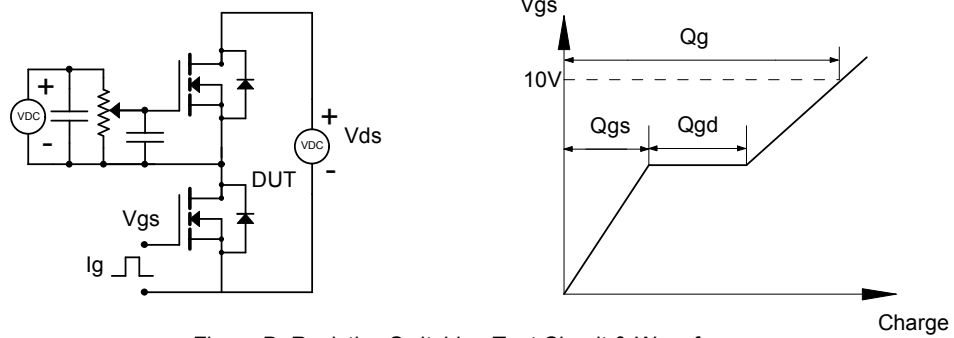 VDC
+
-
Vgs
Ig
DUT
VDC
+
-
Vds
Vgs
10V
Qg
Qgs
Qgd
Charge